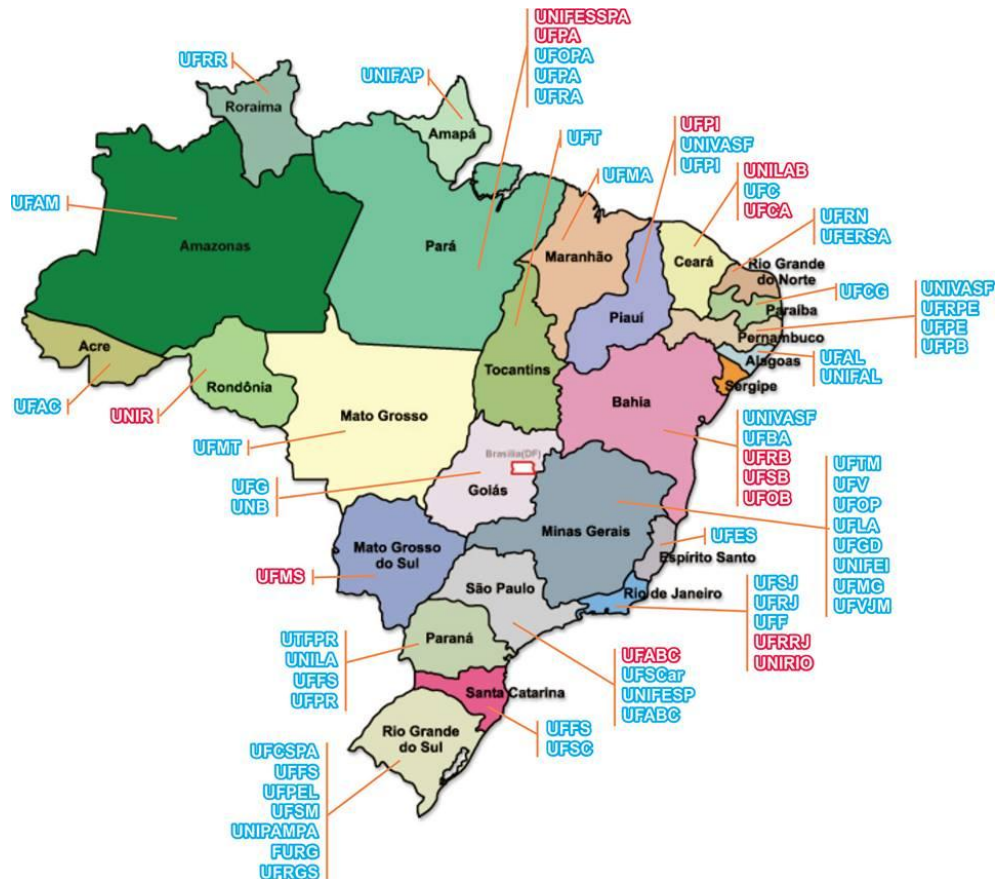 UNIFESSPA
UFPA
UFOPA
UFPA
UFRA
UFRR
UNIFAP
Roraima
Amapá
UFT
UFPI
UNIVASF
UFPI
UFMA
UNILAB
UFC
UFCA
UFAM
UFRN
UFERSA
Amazonas
Pará
Maranhão
Ceará
Rio Grande
do Norte
UFCG
UNIVASF
UFRPE
UFPE
UFPB
Paraíba
Piauí
Pernambuco
Acre
Alagoas
UFAL
UNIFAL
Rondônia
Tocantins
Sergipe
UFAC
UNIR
Mato Grosso
Bahia
UNIVASF
UFBA
UFRB
UFSB
UFOB
UFMT
Brasília(DF)
UFG
UNB
Goiás
UFTM
UFV
UFOP
UFLA
UFGD
UNIFEI
UFMG
UFVJM
Minas Gerais
UFES
Espírito Santo
Mato Grosso
do Sul
UFMS
São Paulo
Rio de Janeiro
UFSJ
UFRJ
UFF
UFRRJ
UNIRIO
UTFPR
UNILA
UFFS
UFPR
Paraná
UFABC
UFSCar
UNIFESP
UFABC
Santa Catarina
UFFS
UFSC
Rio Grande
do Sul
UFCSPA
UFFS
UFPEL
UFSM
UNIPAMPA
FURG
UFRGS